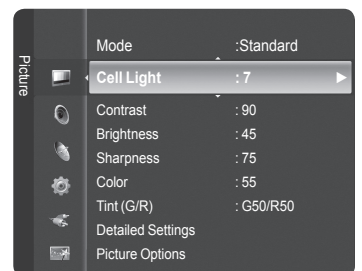 Picture
Mode :Standard
Cell Light : 7
Contrast : 90
Brightness : 45
Sharpness : 75
Color : 55
Tint (G/R) : G50/R50
Detailed Settings
Picture Options